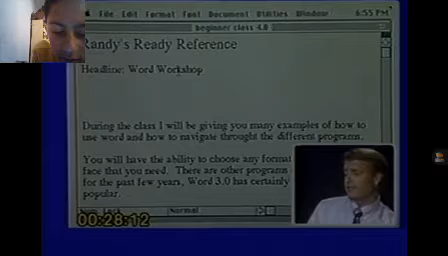 File Edit Format Font Document Utilities Window 6:55 PM
beginner class 4.0
Randy's Ready Reference
Headline: Word Workshop
During the class I will be giving you many examples of how to
use word and how to navigate throught the different programs.
You will have the ability to choose any format
face that you need. There are other programs
for the past few years, Word 3.0 has certainly
popular.
Num Lock Normal
00:28:12